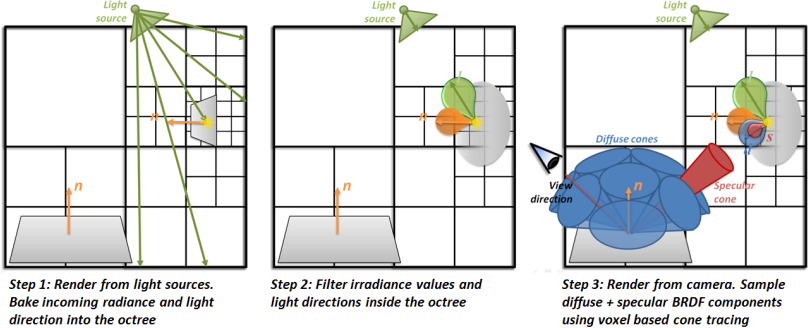 Light
source
n
n
Step 1: Render from light sources.
Bake incoming radiance and light
direction into the octree
Light
source
l
n
n
Step 2: Filter irradiance values and
light directions inside the octree
Light
source
l
n
s
Diffuse cones
View
direction
n
Specular
cone
Step 3: Render from camera. Sample
diffuse + specular BRDF components
using voxel based cone tracing